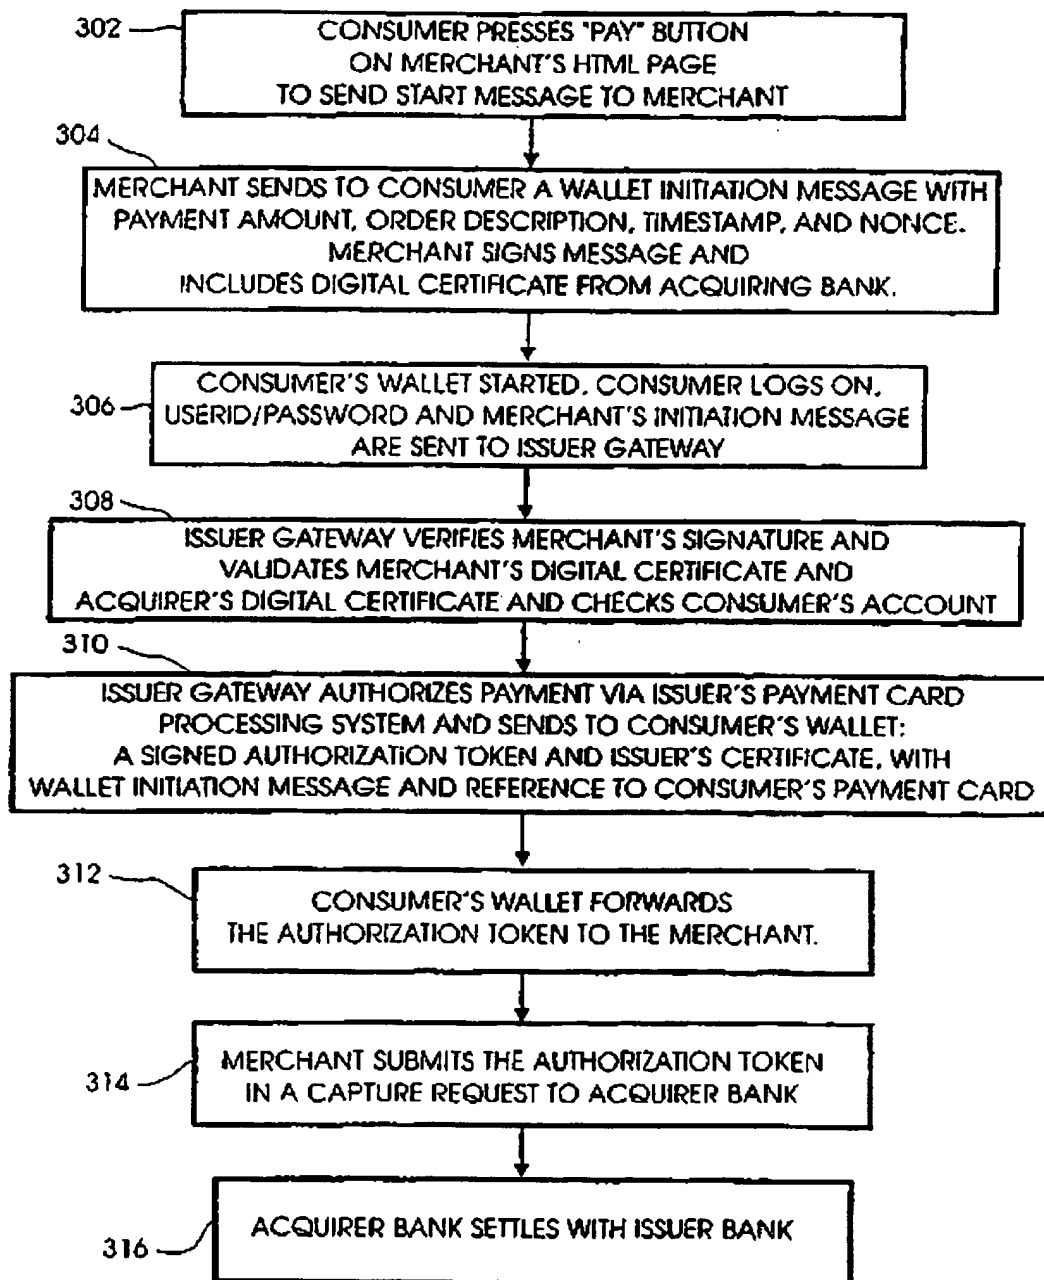 302
CONSUMER PRESSES "PAY" BUTTON
ON MERCHANT'S HTML PAGE
TO SEND START MESSAGE TO MERCHANT
304
MERCHANT SENDS TO CONSUMER A WALLET INITIATION MESSAGE WITH
PAYMENT AMOUNT, ORDER DESCRIPTION, TIMESTAMP, AND NONCE.
MERCHANT SIGNS MESSAGE AND
INCLUDES DIGITAL CERTIFICATE FROM ACQUIRING BANK.
306
CONSUMER'S WALLET STARTED. CONSUMER LOGS ON.
USERID/PASSWORD AND MERCHANT'S INITIATION MESSAGE
ARE SENT TO ISSUER GATEWAY
308
ISSUER GATEWAY VERIFIES MERCHANT'S SIGNATURE AND
VALIDATES MERCHANT'S DIGITAL CERTIFICATE AND
ACQUIRER'S DIGITAL CERTIFICATE AND CHECKS CONSUMER'S ACCOUNT
310
ISSUER GATEWAY AUTHORIZES PAYMENT VIA ISSUER'S PAYMENT CARD
PROCESSING SYSTEM AND SENDS TO CONSUMER'S WALLET:
A SIGNED AUTHORIZATION TOKEN AND ISSUER'S CERTIFICATE, WITH
WALLET INITIATION MESSAGE AND REFERENCE TO CONSUMER'S PAYMENT CARD
312
CONSUMER'S WALLET FORWARDS
THE AUTHORIZATION TOKEN TO THE MERCHANT.
314
MERCHANT SUBMITS THE AUTHORIZATION TOKEN
IN A CAPTURE REQUEST TO ACQUIRER BANK
316
ACQUIRER BANK SETTLES WITH ISSUER BANK